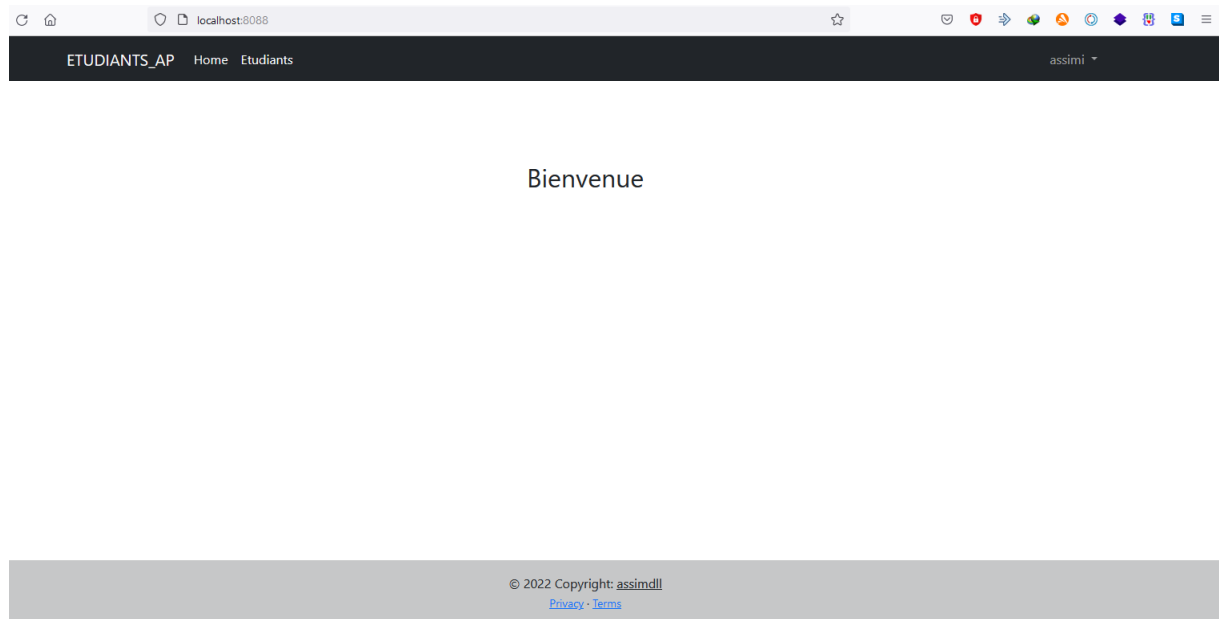 localhost:8088
ETUDIANTS_AP Home Etudiants assimi
Bienvenue
© 2022 Copyright: assimdll
Privacy - Terms